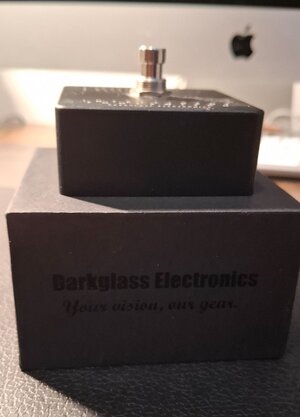 Darkglass Electronics
Your vision, our gear.